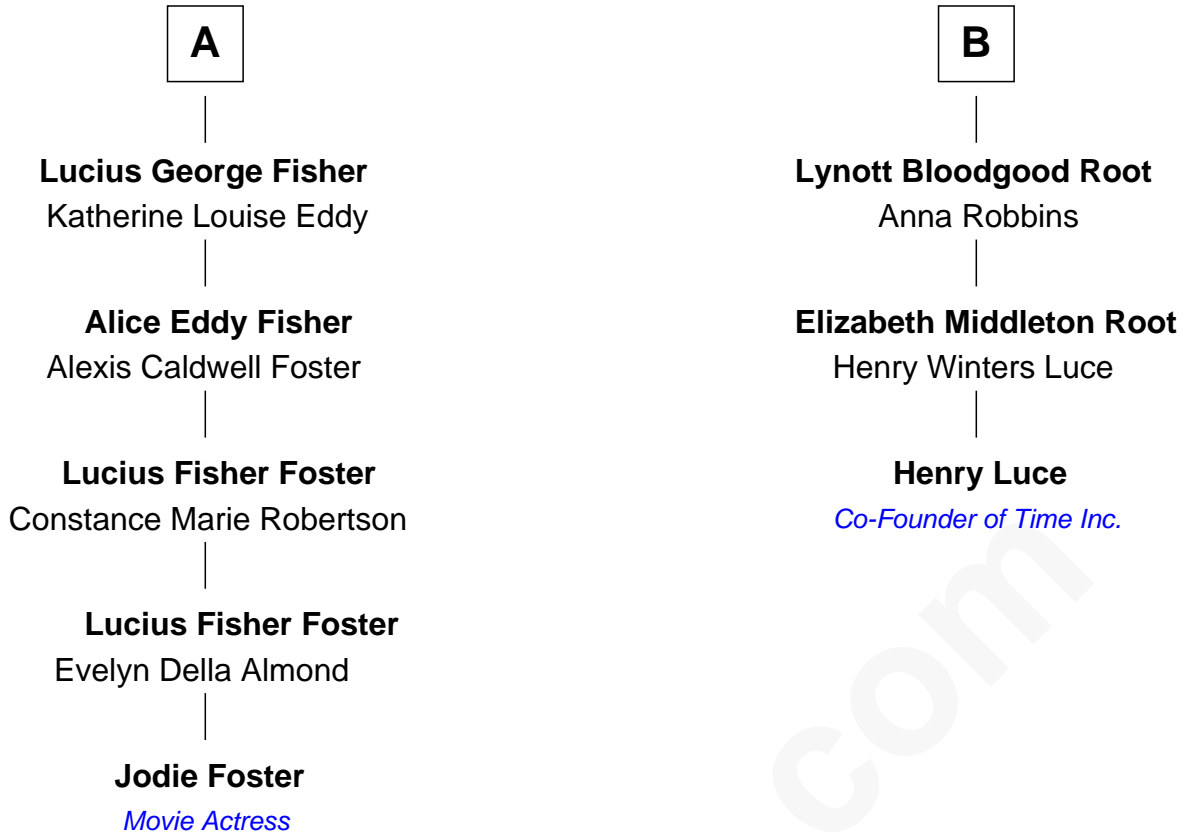 A
Lucius George Fisher
Katherine Louise Eddy
Alice Eddy Fisher
Alexis Caldwell Foster
Lucius Fisher Foster
Constance Marie Robertson
Lucius Fisher Foster
Evelyn Della Almond
Jodie Foster
Movie Actress
B
Lynott Bloodgood Root
Anna Robbins
Elizabeth Middleton Root
Henry Winters Luce
Henry Luce
Co-Founder of Time Inc.
com